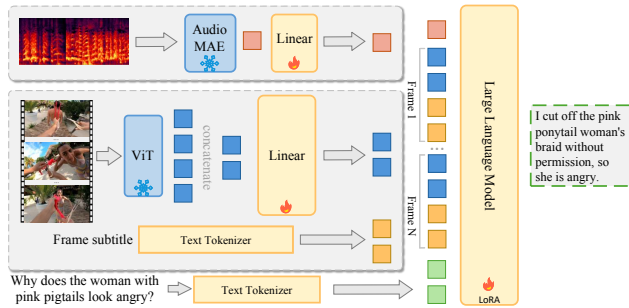 Audio
MAE
Linear
ViT
concatenate
Linear
Frame subtitle
Text Tokenizer
Why does the woman with
pink pigtails look angry?
Text Tokenizer
Frame 1
Frame N
Large Language Model
LoRA
I cut off the pink
ponytail woman's
braid without
permission, so
she is angry.